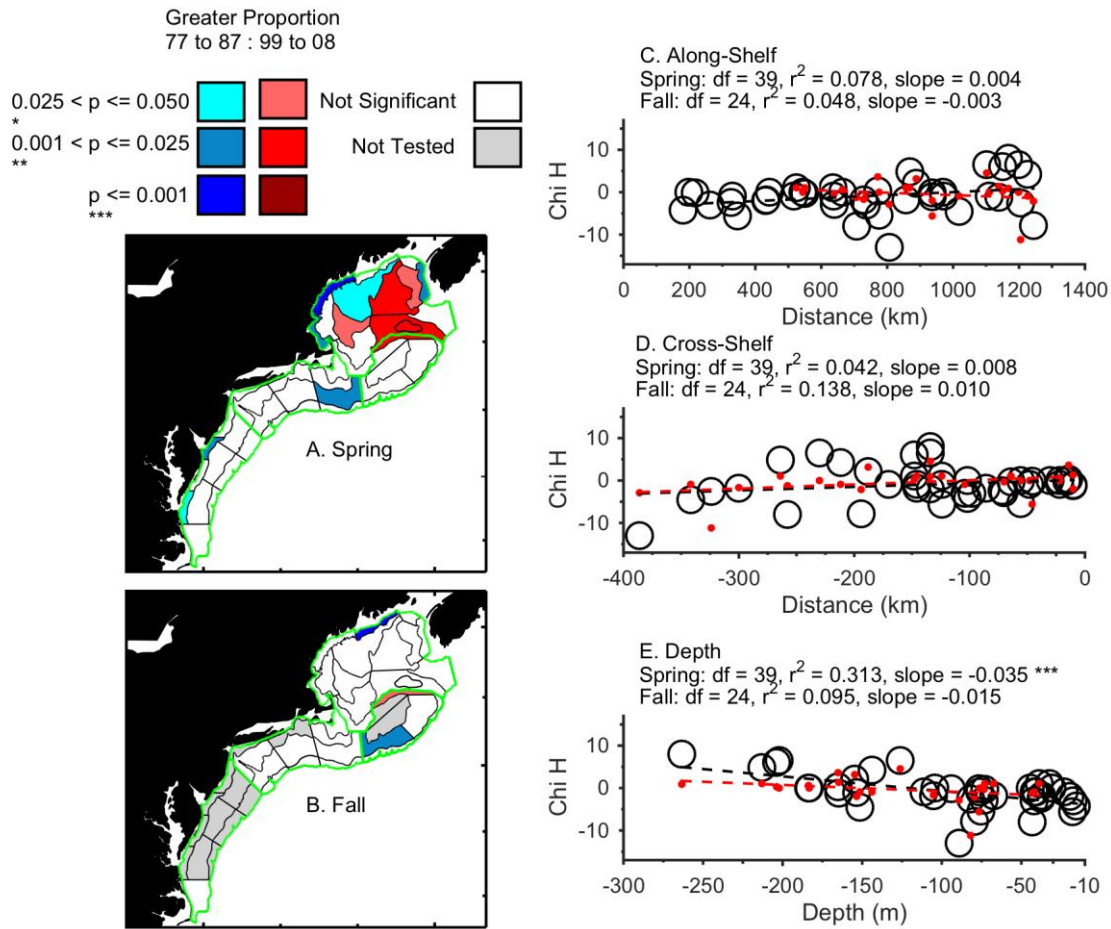 Greater Proportion
77 to 87 : 99 to 08
0.025 < p <= 0.050
*
0.001 < p <= 0.025
**
p <= 0.001
***
Not Significant
Not Tested
A. Spring
B. Fall
C. Along-Shelf
Spring: df = 39, r² = 0.078, slope = 0.004
Fall: df = 24, r² = 0.048, slope = -0.003
10
0
-10
Chi H
0 200 400 600 800 1000 1200 1400
Distance (km)
D. Cross-Shelf
Spring: df = 39, r² = 0.042, slope = 0.008
Fall: df = 24, r² = 0.138, slope = 0.010
10
0
-10
Chi H
-400 -300 -200 -100 0
Distance (km)
E. Depth
Spring: df = 39, r² = 0.313, slope = -0.035 ***
Fall: df = 24, r² = 0.095, slope = -0.015
10
0
-10
Chi H
-300 -250 -200 -150 -100 -50 -10
Depth (m)